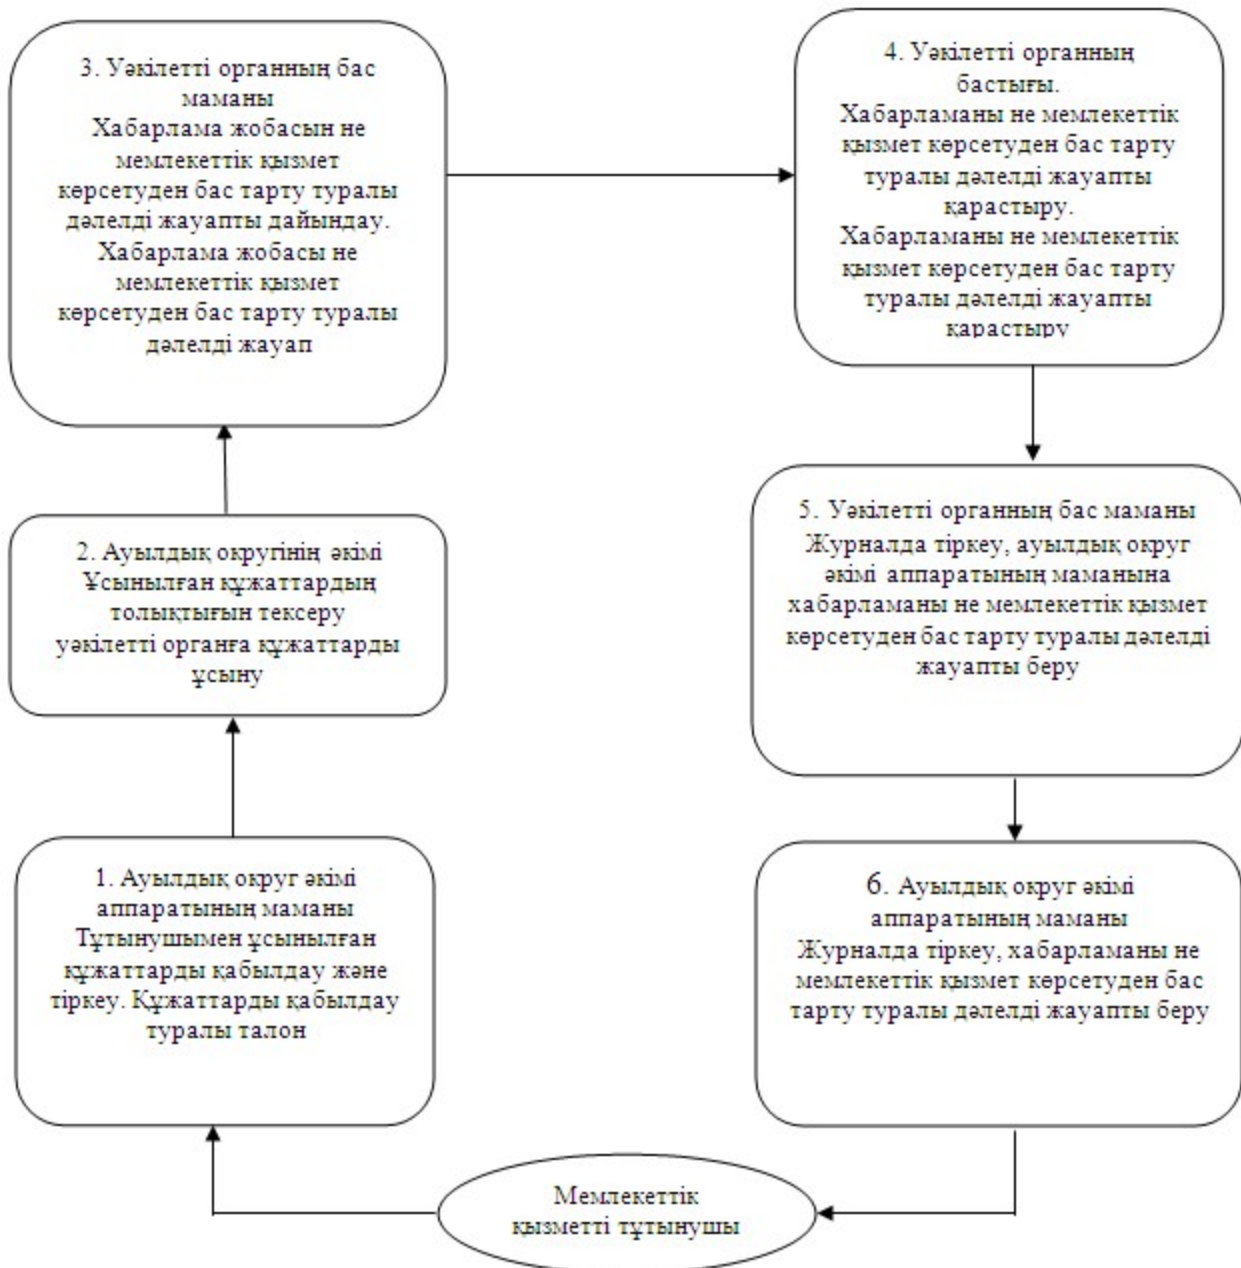 3. Уәкілетті органның бас
маманы
Хабарлама жобасын не
мемлекеттік қызмет
көрсетуден бас тарту туралы
дәлелді жауапты дайындау.
Хабарлама жобасы не
мемлекеттік қызмет
көрсетуден бас тарту туралы
дәлелді жауап
4. Уәкілетті органның
бастығы.
Хабарламаны не мемлекеттік
қызмет көрсетуден бас тарту
туралы дәлелді жауапты
қарастыру.
Хабарламаны не мемлекеттік
қызмет көрсетуден бас тарту
туралы дәлелді жауапты
қарастыру
2. Ауылдық округінің әкімі
Ұсынылған құжаттардың
толықтығын тексеру
уәкілетті органға құжаттарды
ұсыну
5. Уәкілетті органның бас маманы
Журналда тіркеу, ауылдық округ
әкімі аппаратының маманына
хабарламаны не мемлекеттік қызмет
көрсетуден бас тарту туралы дәлелді
жауапты беру
1. Ауылдық округ әкімі
аппаратының маманы
Тұтынушымен ұсынылған
құжаттарды қабылдау және
тіркеу. Құжаттарды қабылдау
туралы талон
6. Ауылдық округ әкімі
аппаратының маманы
Журналда тіркеу, хабарламаны не
мемлекеттік қызмет көрсетуден бас
тарту туралы дәлелді жауапты беру
Мемлекеттік
қызметті тұтынушы